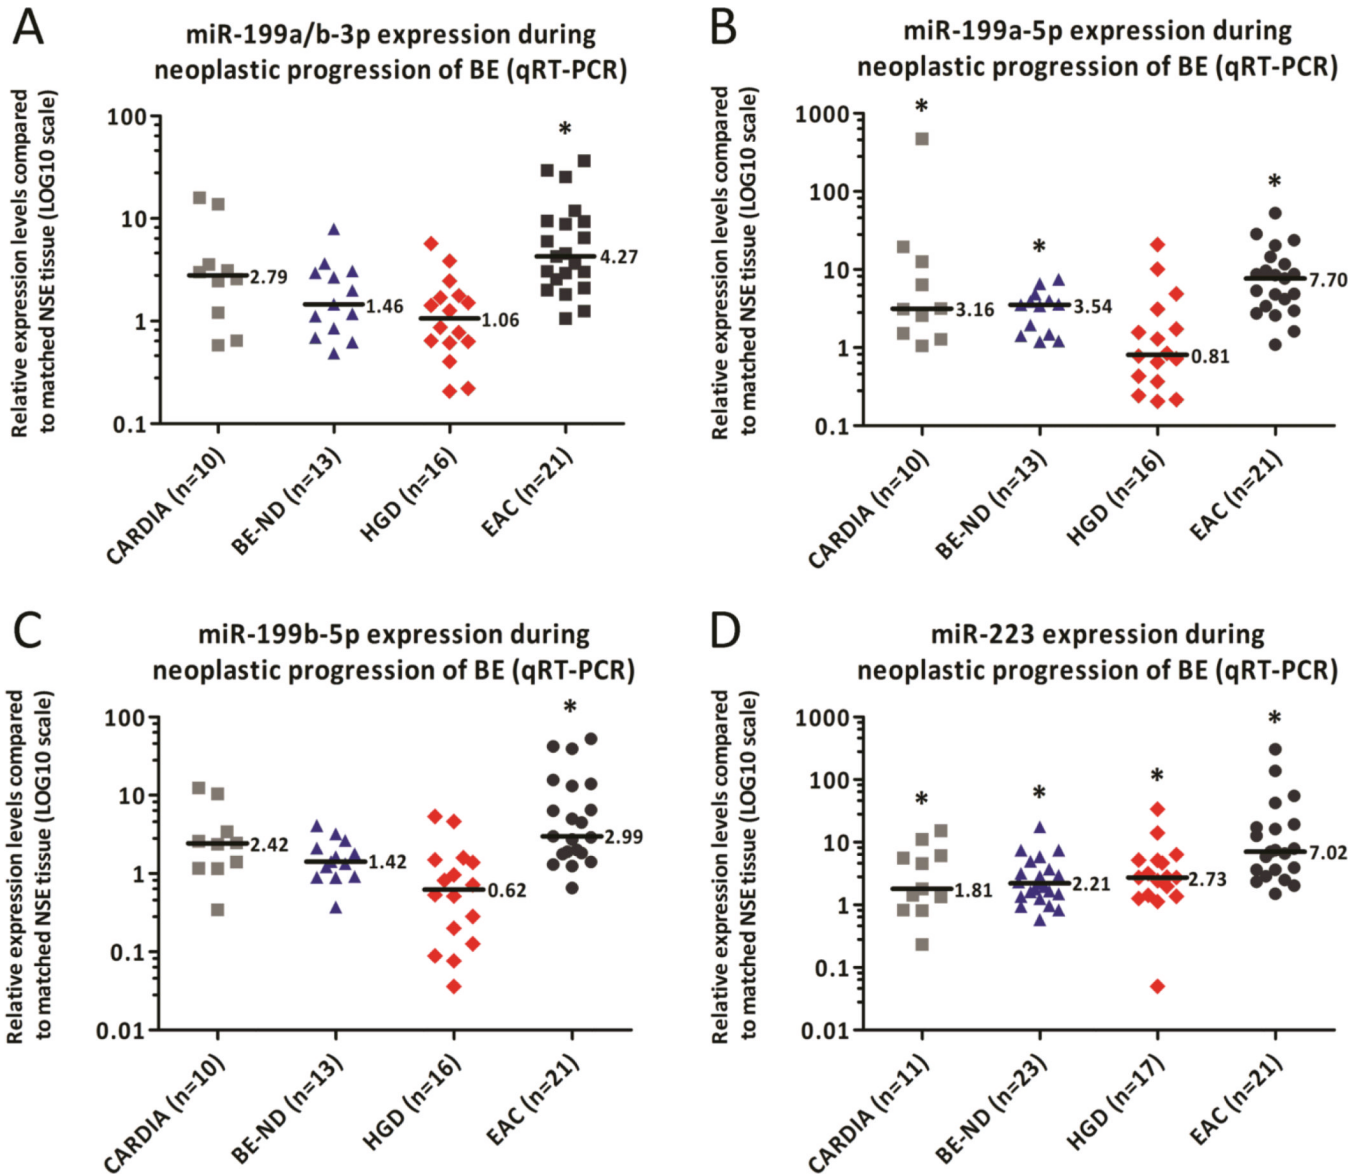 A
miR-199a/b-3p expression during
neoplastic progression of BE (qRT-PCR)
Relative expression levels compared
to matched NSE tissue (LOG10 scale)
100
10
1
0.1
*
2.79
1.46
1.06
4.27
CARDIA (n=10)
BE-ND (n=13)
HGD (n=16)
EAC (n=21)
B
miR-199a-5p expression during
neoplastic progression of BE (qRT-PCR)
Relative expression levels compared
to matched NSE tissue (LOG10 scale)
1000
100
10
1
0.1
*
*
*
3.16
3.54
0.81
7.70
CARDIA (n=10)
BE-ND (n=13)
HGD (n=16)
EAC (n=21)
C
miR-199b-5p expression during
neoplastic progression of BE (qRT-PCR)
Relative expression levels compared
to matched NSE tissue (LOG10 scale)
100
10
1
0.1
0.01
*
2.42
1.42
0.62
2.99
CARDIA (n=10)
BE-ND (n=13)
HGD (n=16)
EAC (n=21)
D
miR-223 expression during
neoplastic progression of BE (qRT-PCR)
Relative expression levels compared
to matched NSE tissue (LOG10 scale)
1000
100
10
1
0.1
0.01
*
*
*
*
1.81
2.21
2.73
7.02
CARDIA (n=11)
BE-ND (n=23)
HGD (n=17)
EAC (n=21)